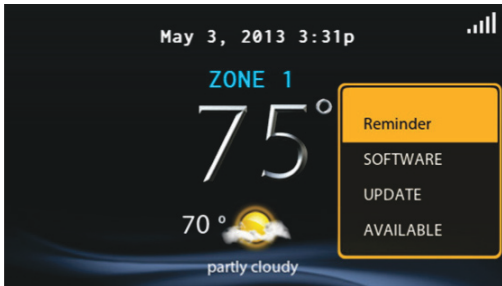 May 3, 2013 3:31p
ZONE 1
75°
Reminder
SOFTWARE
UPDATE
AVAILABLE
70 °
partly cloudy